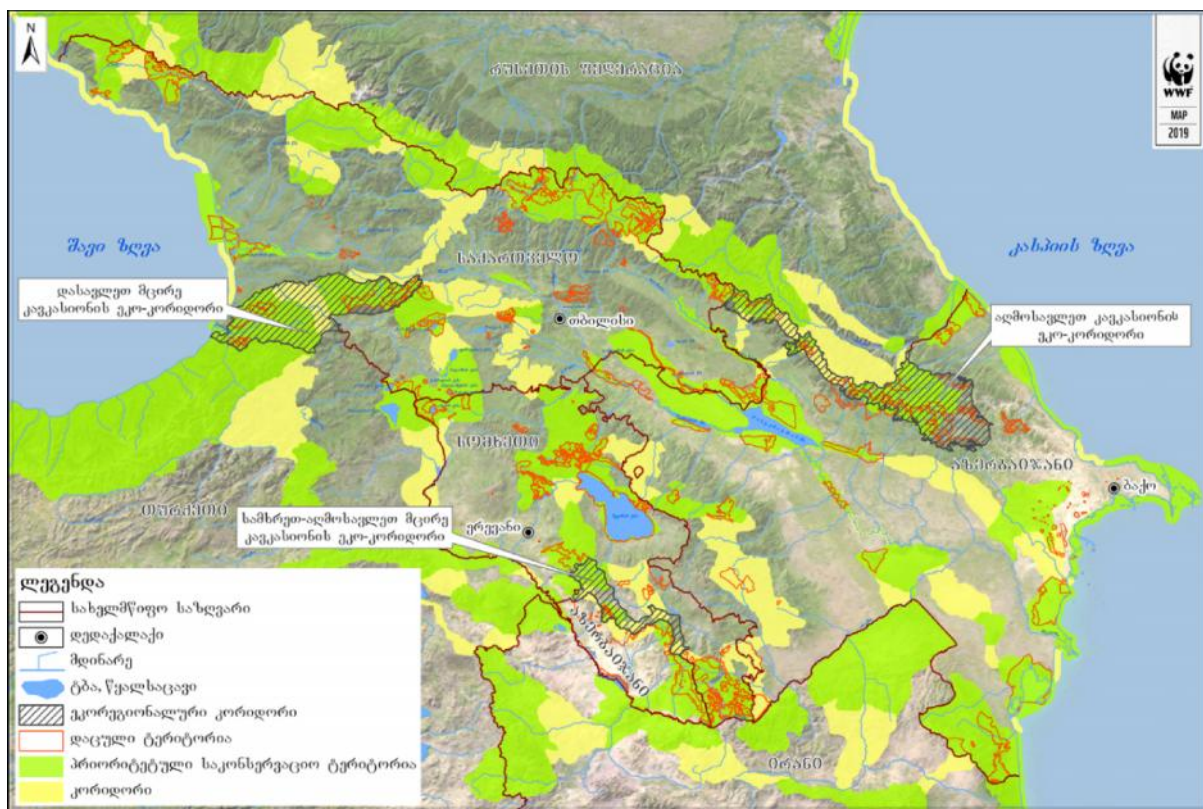 N
რუსეთის ფედერაცია
WWF
MAP
2019
შავი ზღვა
კასპიის ზღვა
საქართველო
დასავლეთ მცირე
კავკასიონის ეკო-კორიდორი
თბილისი
აღმოსავლეთ კავკასიონის
ეკო-კორიდორი
სომხეთი
აზერბაიჯანი
ბაქო
თურქეთი
სამხრეთ-აღმოსავლეთ მცირე
კავკასიონის ეკო-კორიდორი
ერევანი
აზერბაიჯანი
ირანი
ლეგენდა
სახელმწიფო საზღვარი
დედაქალაქი
მდინარე
ტბა, წყალსაცავი
ეკორეგიონალური კორიდორი
დაცული ტერიტორია
პრიორიტეტული საკონსერვაციო ტერიტორია
კორიდორი